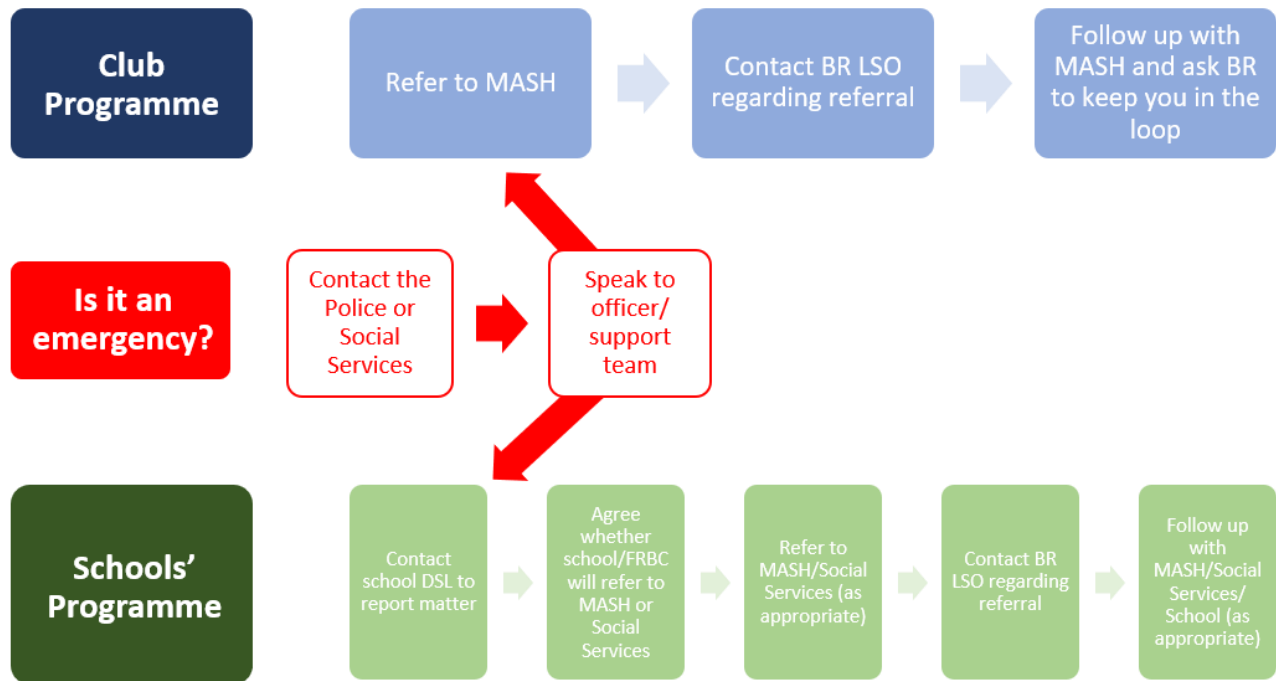 Club
Programme
Refer to MASH
Contact BR LSO
regarding referral
Follow up with
MASH and ask BR
to keep you in the
loop
Is it an
emergency?
Contact the
Police or
Social
Services
Speak to
officer/
support
team
Schools'
Programme
Contact
school DSL to
report matter
Agree
whether
school/FRBC
will refer to
MASH or
Social
Services
Refer to
MASH/Social
Services (as
appropriate)
Contact BR
LSO regarding
referral
Follow up
with
MASH/Social
Services/
School (as
appropriate)